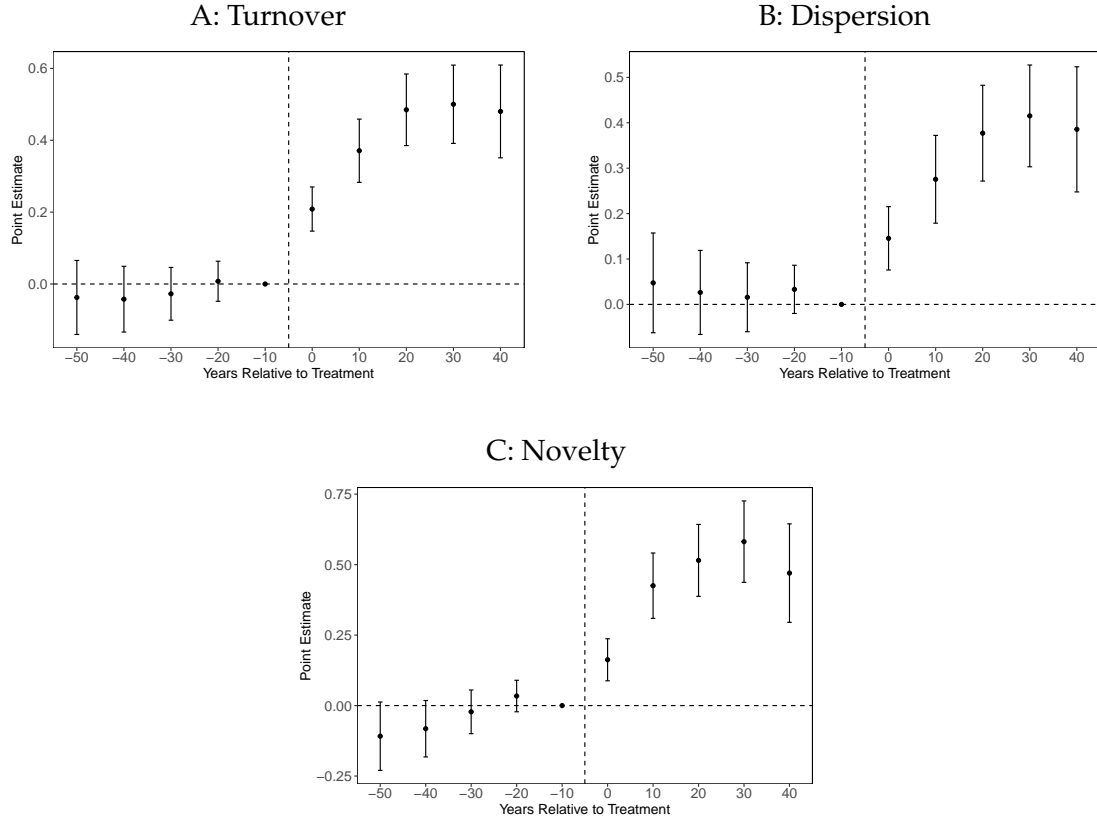 A: Turnover
Point Estimate
0.6
0.4
0.2
0.0
−50 −40 −30 −20 −10 0 10 20 30 40
Years Relative to Treatment
B: Dispersion
Point Estimate
0.5
0.4
0.3
0.2
0.1
0.0
−50 −40 −30 −20 −10 0 10 20 30 40
Years Relative to Treatment
C: Novelty
Point Estimate
0.75
0.50
0.25
0.00
−0.25
−50 −40 −30 −20 −10 0 10 20 30 40
Years Relative to Treatment